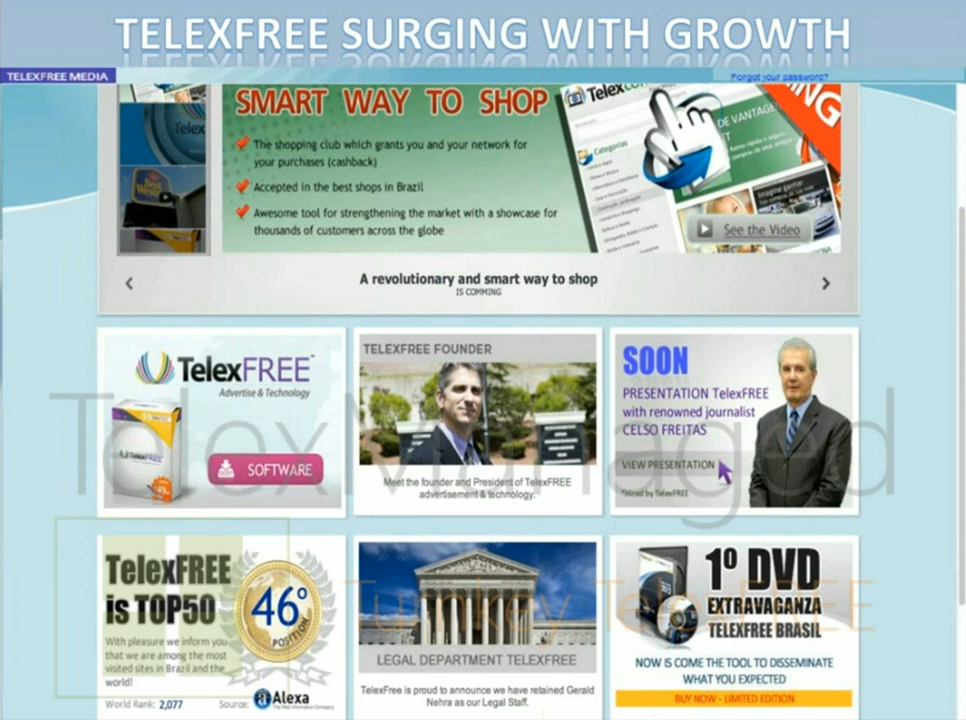 TELEXFREE SURGING WITH GROWTH
TELEXFREE MEDIA
Forgot your password?
SMART WAY TO SHOP
The shopping club which grants you and your network for
your purchases (cashback)
Accepted in the best shops in Brazil
Awesome tool for strengthening the market with a showcase for
thousands of customers across the globe
Categorias
See the Video
A revolutionary and smart way to shop
IS COMMING
TelexFREE
Advertise & Technology
SOFTWARE
TELEXFREE FOUNDER
Meet the founder and President of TelexFREE
advertisement & technology.
SOON
PRESENTATION TelexFREE
with renowned journalist
CELSO FREITAS
VIEW PRESENTATION
*Hired by TelexFREE
TelexManaged
Turnkey TelexFREE
TelexFREE
is TOP50
46º
POSITION
With pleasure we inform you
that we are among the most
visited sites in Brazil and the
world!
World Rank: 2,077
Source:
Alexa
The Web Information Company
LEGAL DEPARTMENT TELEXFREE
TelexFree is proud to announce we have retained Gerald
Nehra as our Legal Staff.
1º DVD
EXTRAVAGANZA
TELEXFREE BRASIL
NOW IS COME THE TOOL TO DISSEMINATE
WHAT YOU EXPECTED
BUY NOW - LIMITED EDITION